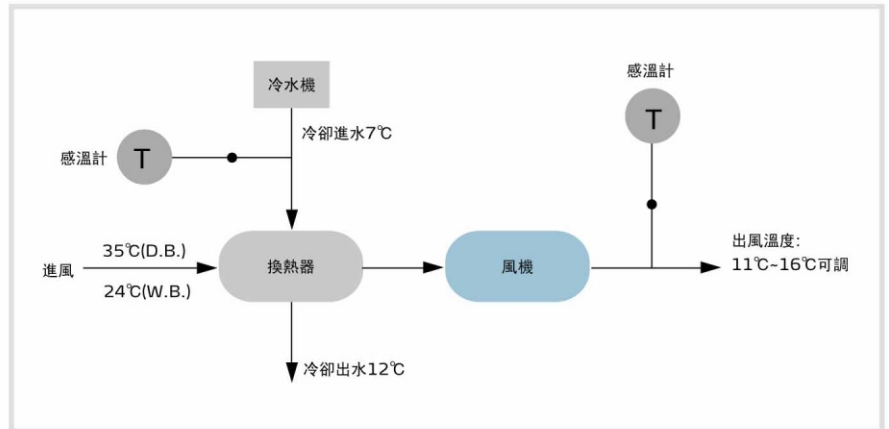 冷水機
冷卻進水7℃
感溫計
T
感溫計
T
進風
35℃(D.B.)
24℃(W.B.)
換熱器
風機
出風溫度:
11℃~16℃可調
冷卻出水12℃